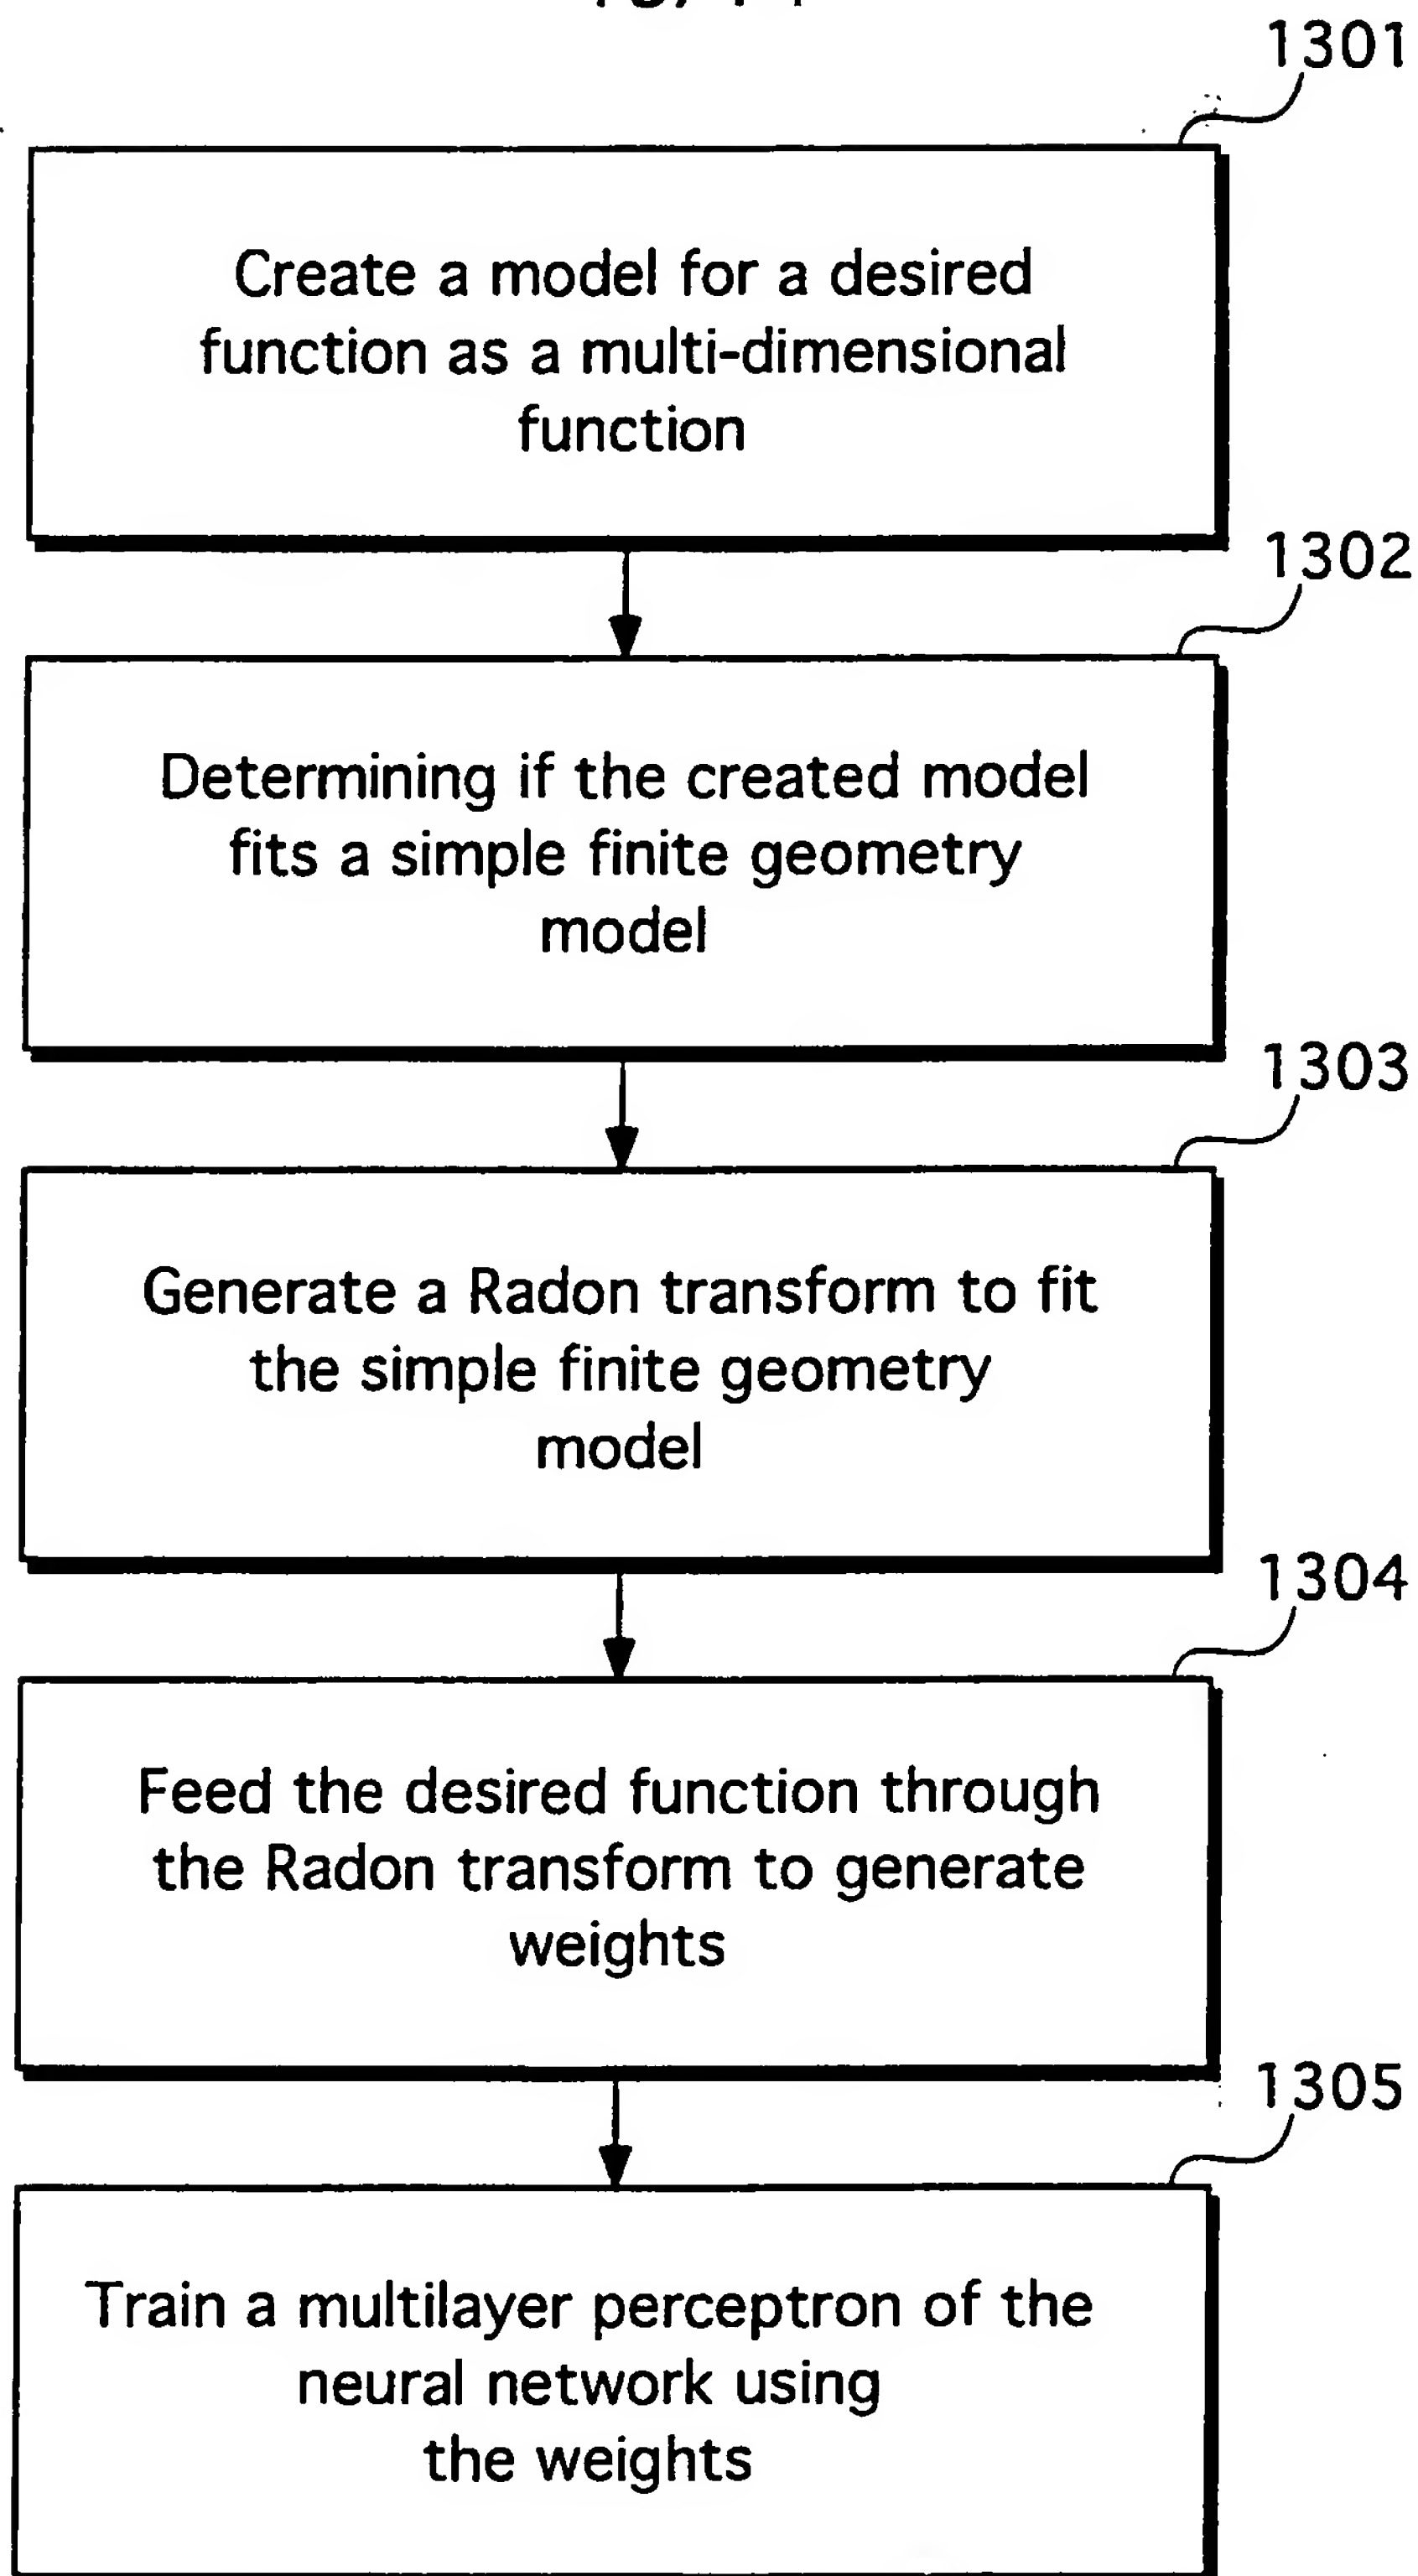 1301
Create a model for a desired
function as a multi-dimensional
function
1302
Determining if the created model
fits a simple finite geometry
model
1303
Generate a Radon transform to fit
the simple finite geometry
model
1304
Feed the desired function through
the Radon transform to generate
weights
1305
Train a multilayer perceptron of the
neural network using
the weights